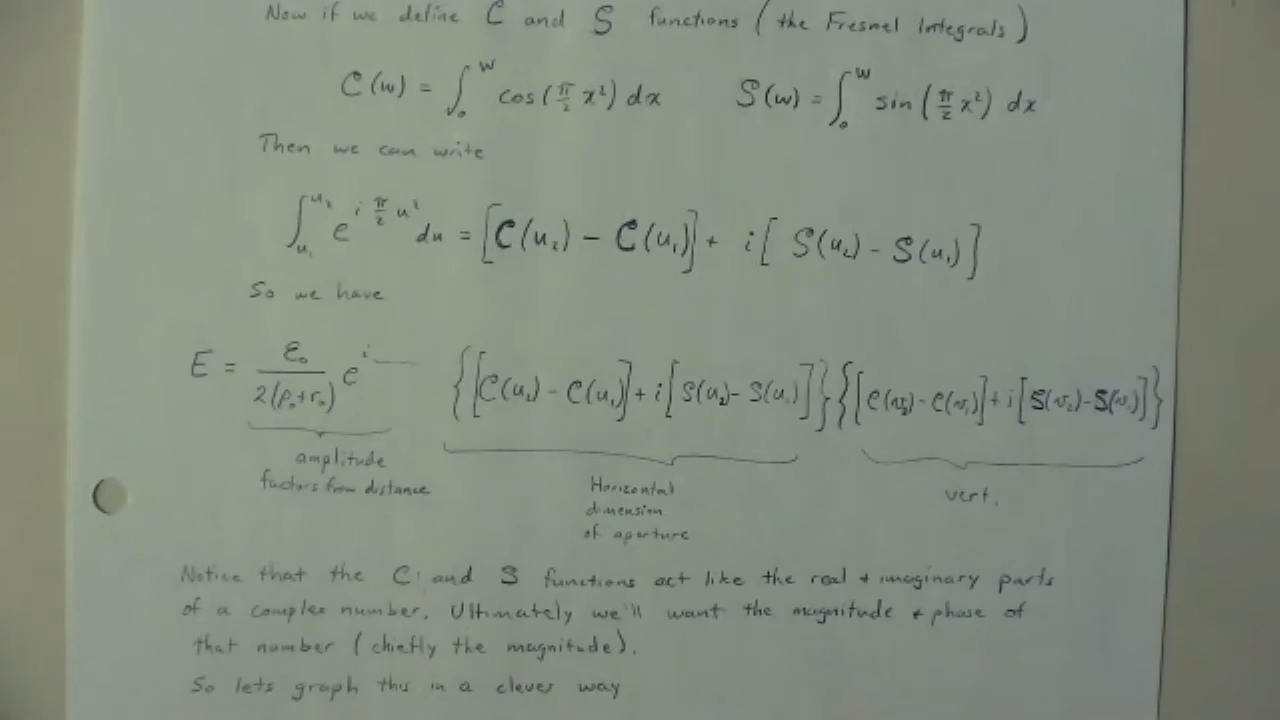 Now if we define C and S functions ( the Fresnel Integrals )
C(w) = ∫₀^w cos(π/2 x²) dx S(w) = ∫₀^w sin(π/2 x²) dx
Then we can write
∫_{u₁}^{u₂} e^{i π/2 u²} du = [C(u₂) − C(u₁)] + i [ S(u₂) − S(u₁) ]
So we have
E = ε₀ / 2(ρ₀+r₀) e^{i —} {[C(u₂) − C(u₁)] + i [S(u₂) − S(u₁)]} {[C(v₂) − C(v₁)] + i [S(v₂) − S(v₁)]}
amplitude
factors from distance
Horizontal
dimension
of aperture
vert.
Notice that the C and S functions act like the real + imaginary parts
of a complex number. Ultimately we'll want the magnitude + phase of
that number ( chiefly the magnitude ).
So lets graph this in a clever way